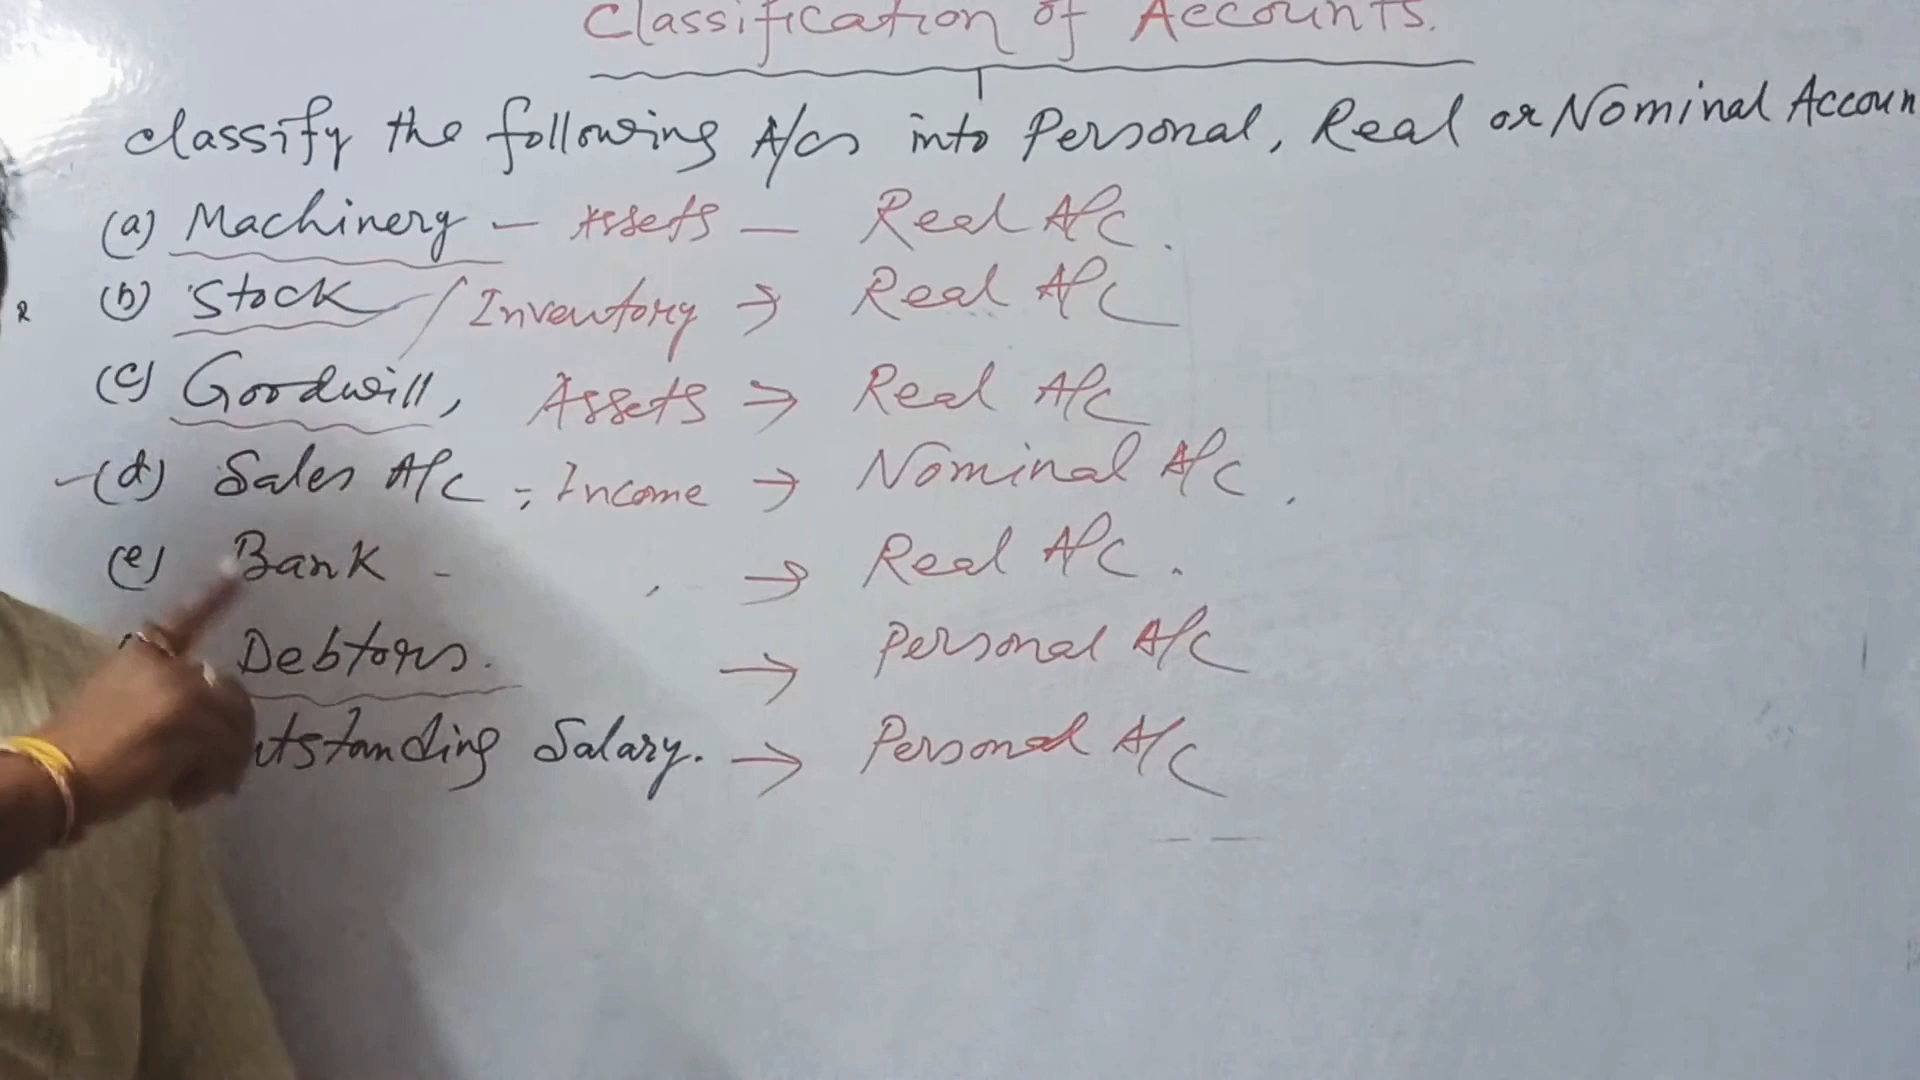 Classification of Accounts.
Classify the following A/cs into Personal, Real or Nominal Accoun
(a) Machinery - Assets - Real A/C.
(b) Stock / Inventory → Real A/C
(c) Goodwill, Assets → Real A/C
(d) Sales A/C, Income → Nominal A/C.
(e) Bank - → Real A/C.
Debtors. → Personal A/C
utstanding Salary. → Personal A/C